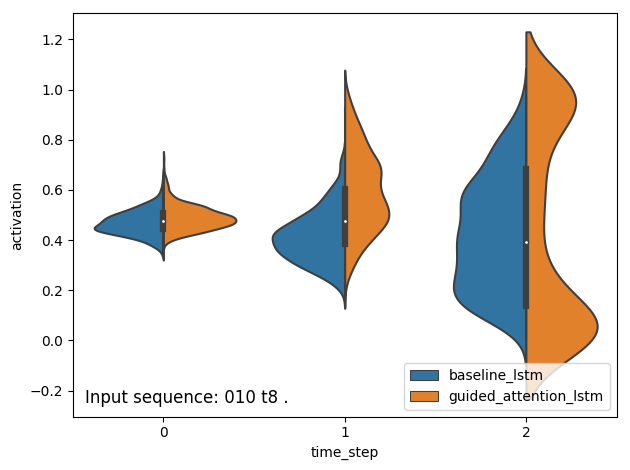 activation
1.2
1.0
0.8
0.6
0.4
0.2
0.0
−0.2
Input sequence: 010 t8 .
baseline_lstm
guided_attention_lstm
0 1 2
time_step